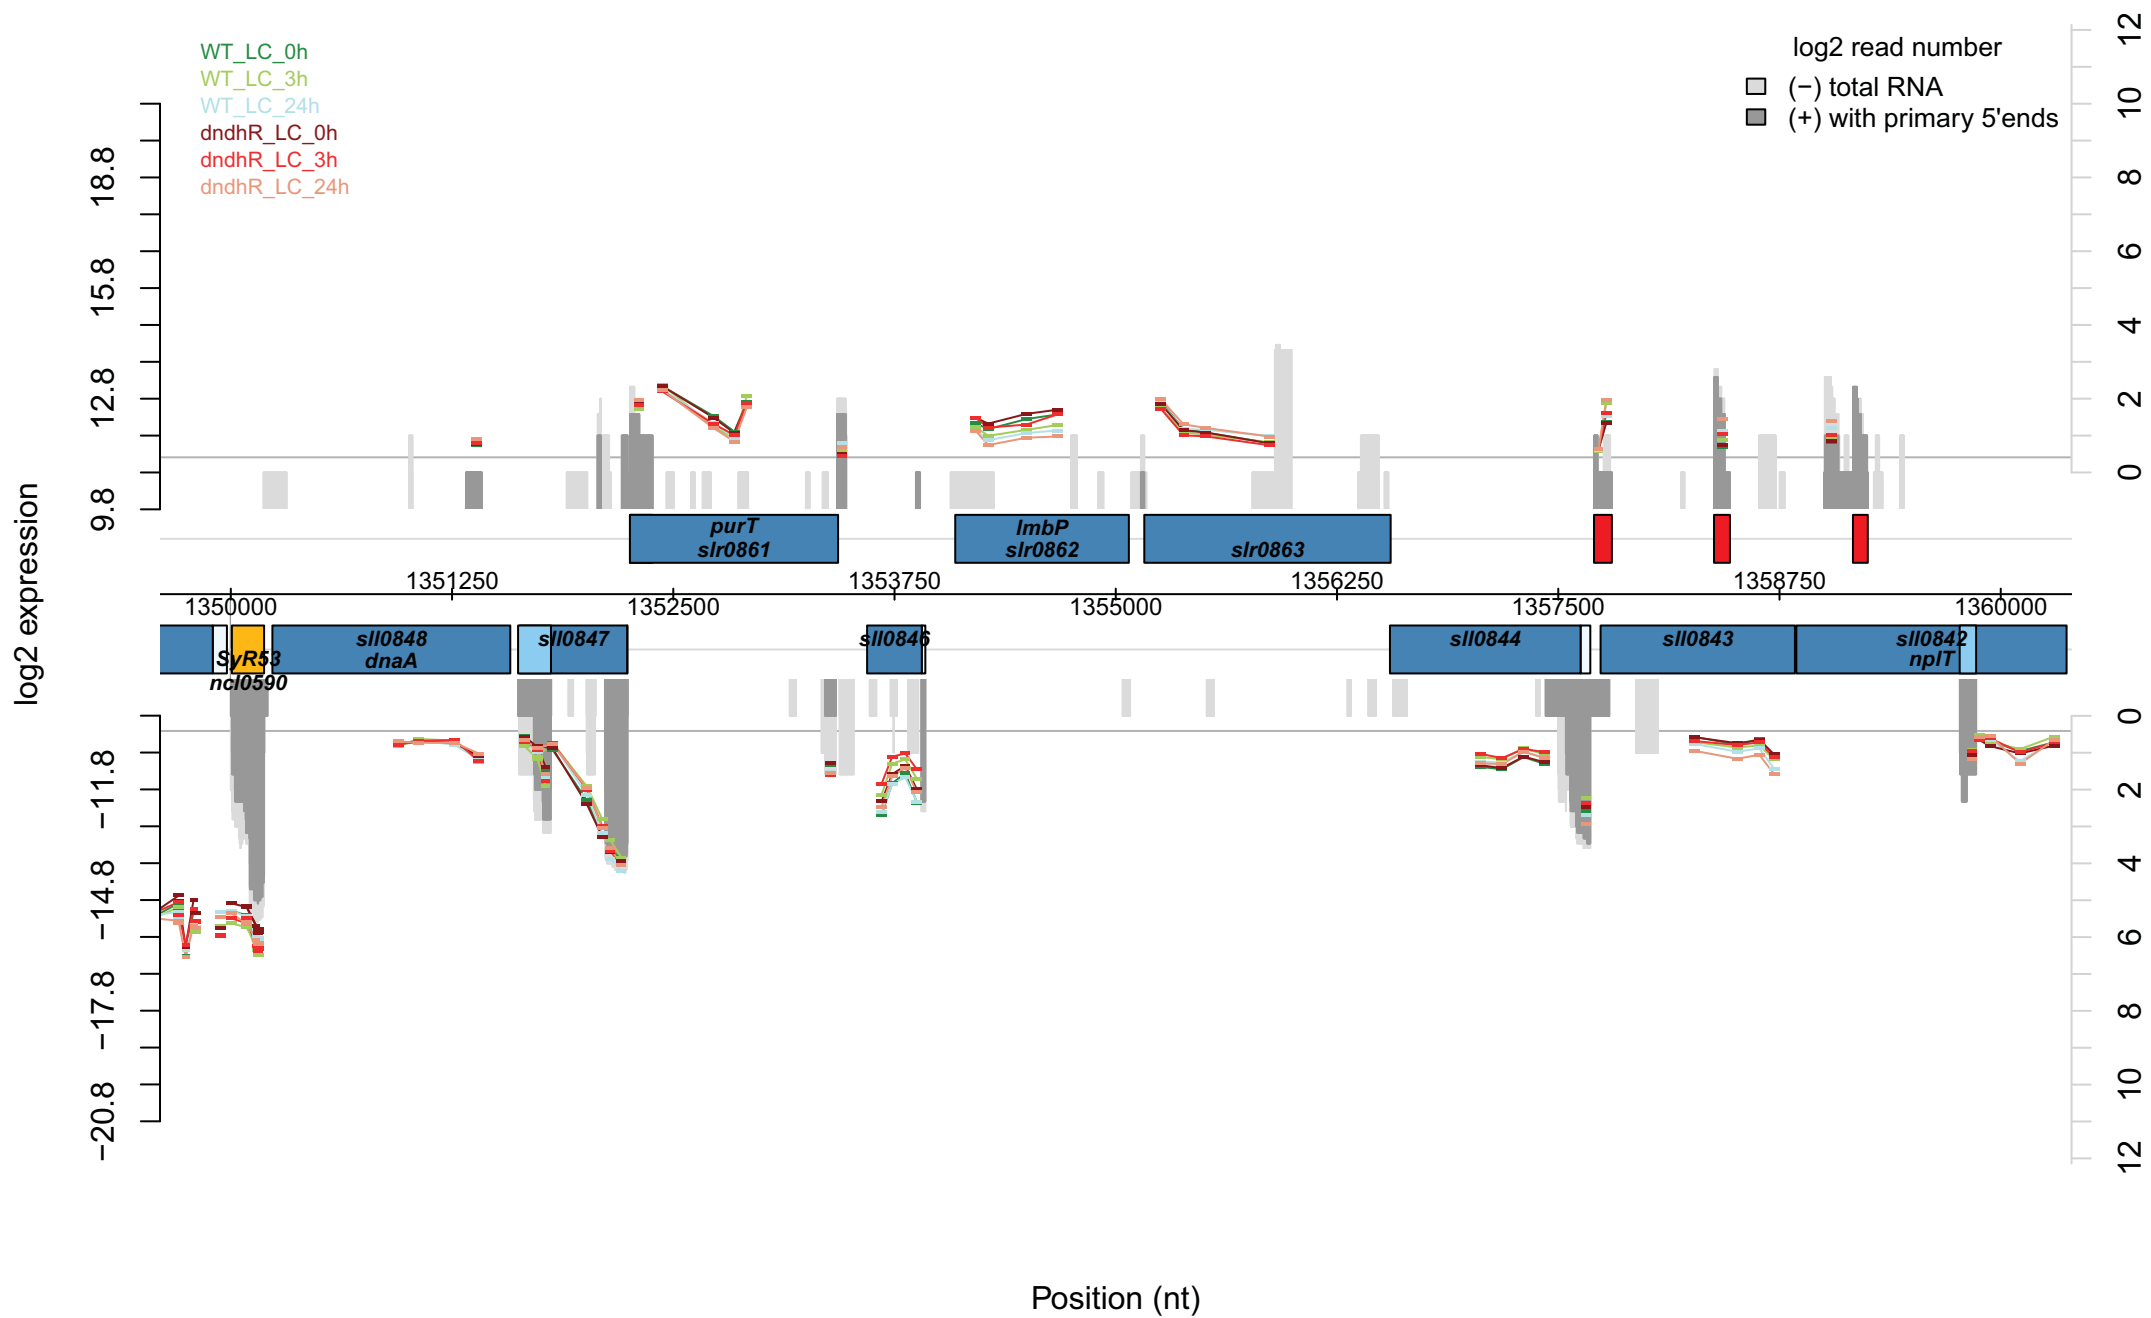 WT_LC_0h
WT_LC_3h
WT_LC_24h
dndhR_LC_0h
dndhR_LC_3h
dndhR_LC_24h
log2 read number
(−) total RNA
(+) with primary 5'ends
log2 expression
18.8
15.8
12.8
9.8
12
10
8
6
4
2
0
purT
slr0861
lmbP
slr0862
slr0863
1351250
1353750
1356250
1358750
1350000
1352500
1355000
1357500
1360000
SyR53
ncl0590
sll0848
dnaA
sll0847
sll0846
sll0844
sll0843
sll0842
nplT
−11.8
−14.8
−17.8
−20.8
0
2
4
6
8
10
12
Position (nt)